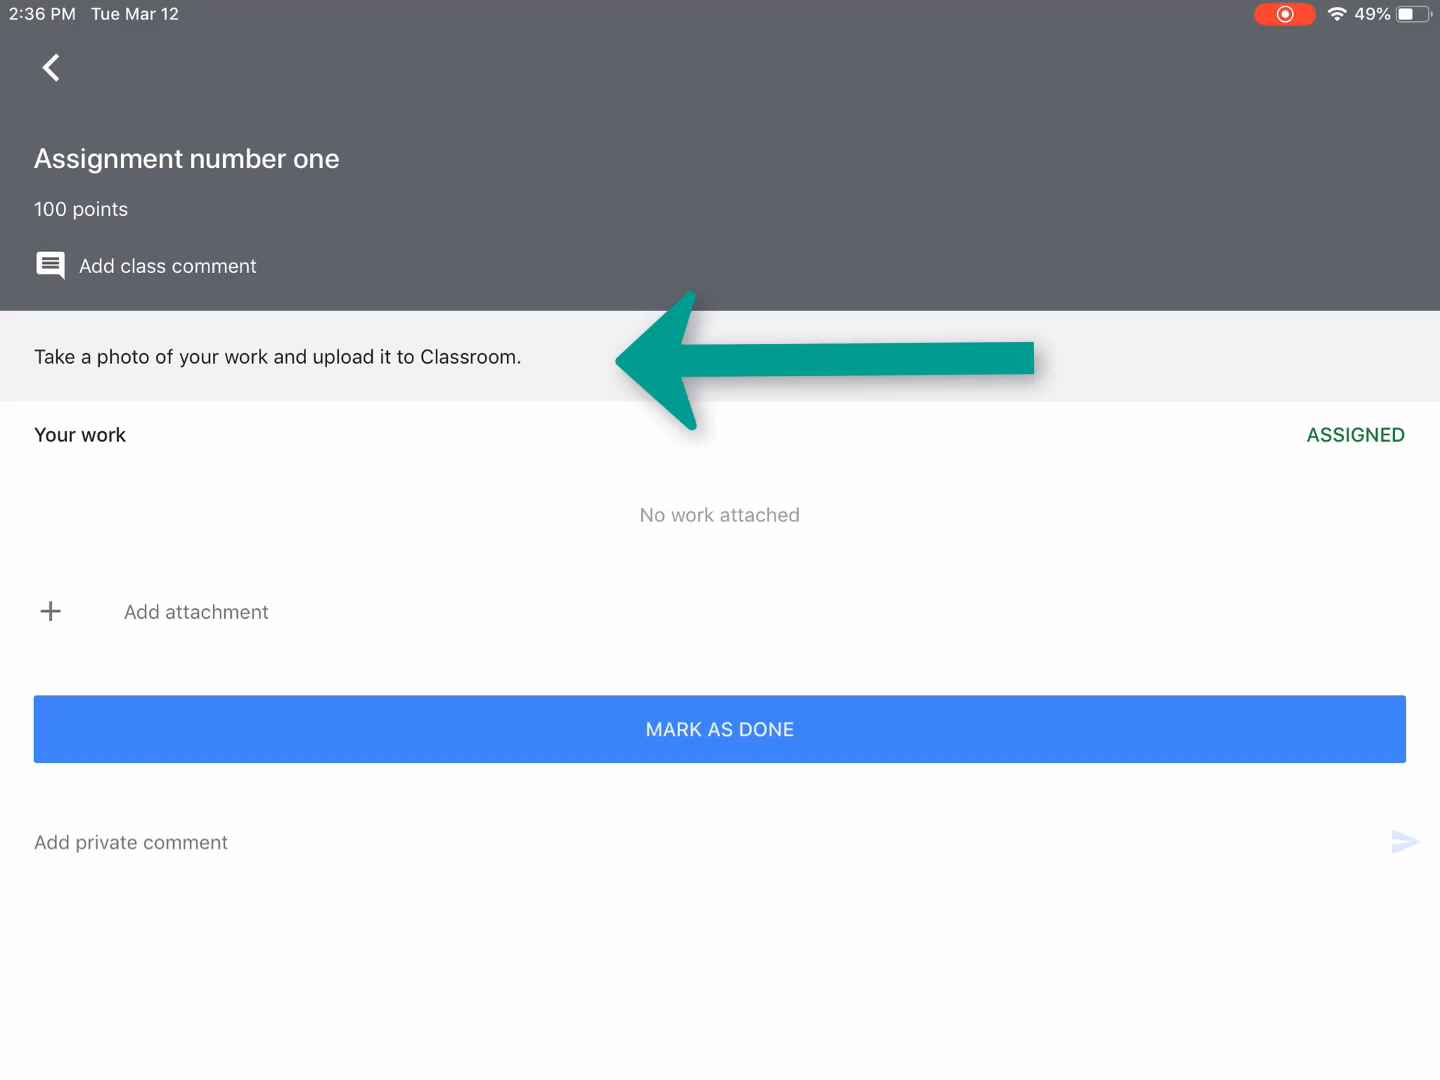 2:36 PM Tue Mar 12 49%
Assignment number one
100 points
Add class comment
Take a photo of your work and upload it to Classroom.
Your work ASSIGNED
No work attached
Add attachment
MARK AS DONE
Add private comment